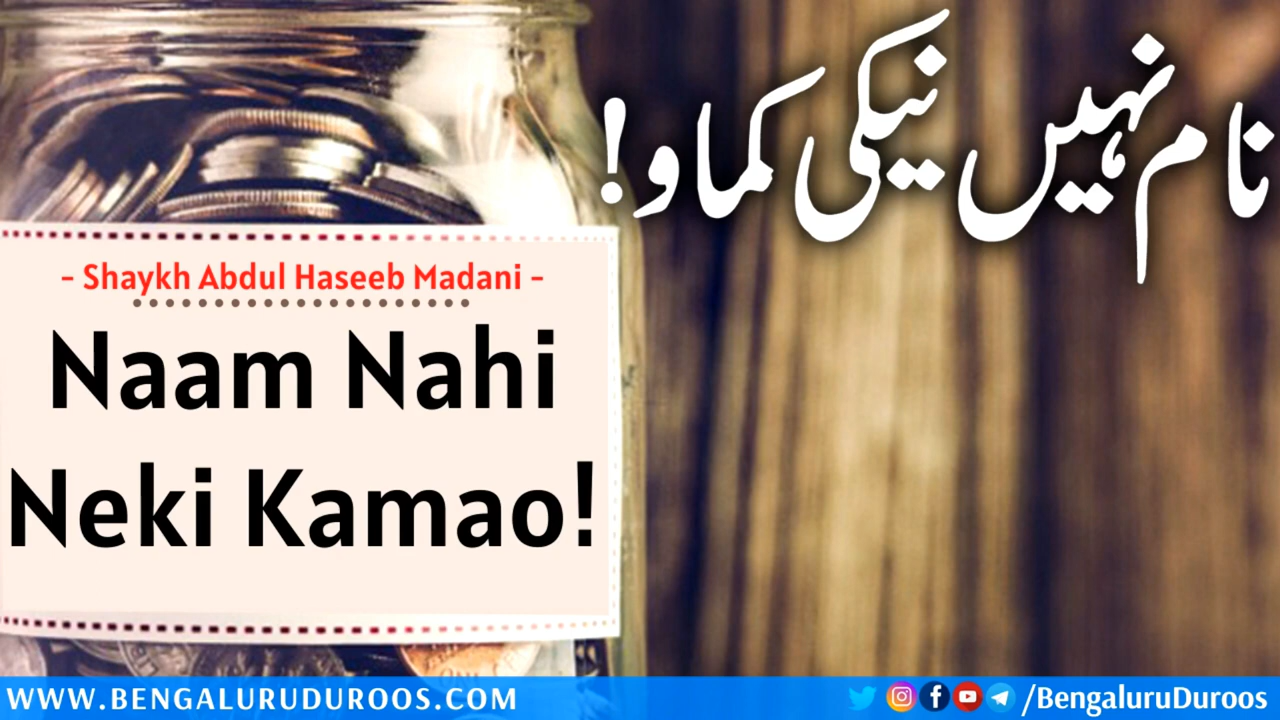 نام نہیں نیکی کماو!
- Shaykh Abdul Haseeb Madani -
Naam Nahi
Neki Kamao!
WWW.BENGALURUDUROOS.COM
/BengaluruDuroos